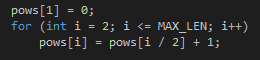 pows[1] = 0;
for (int i = 2; i <= MAX_LEN; i++)
    pows[i] = pows[i / 2] + 1;